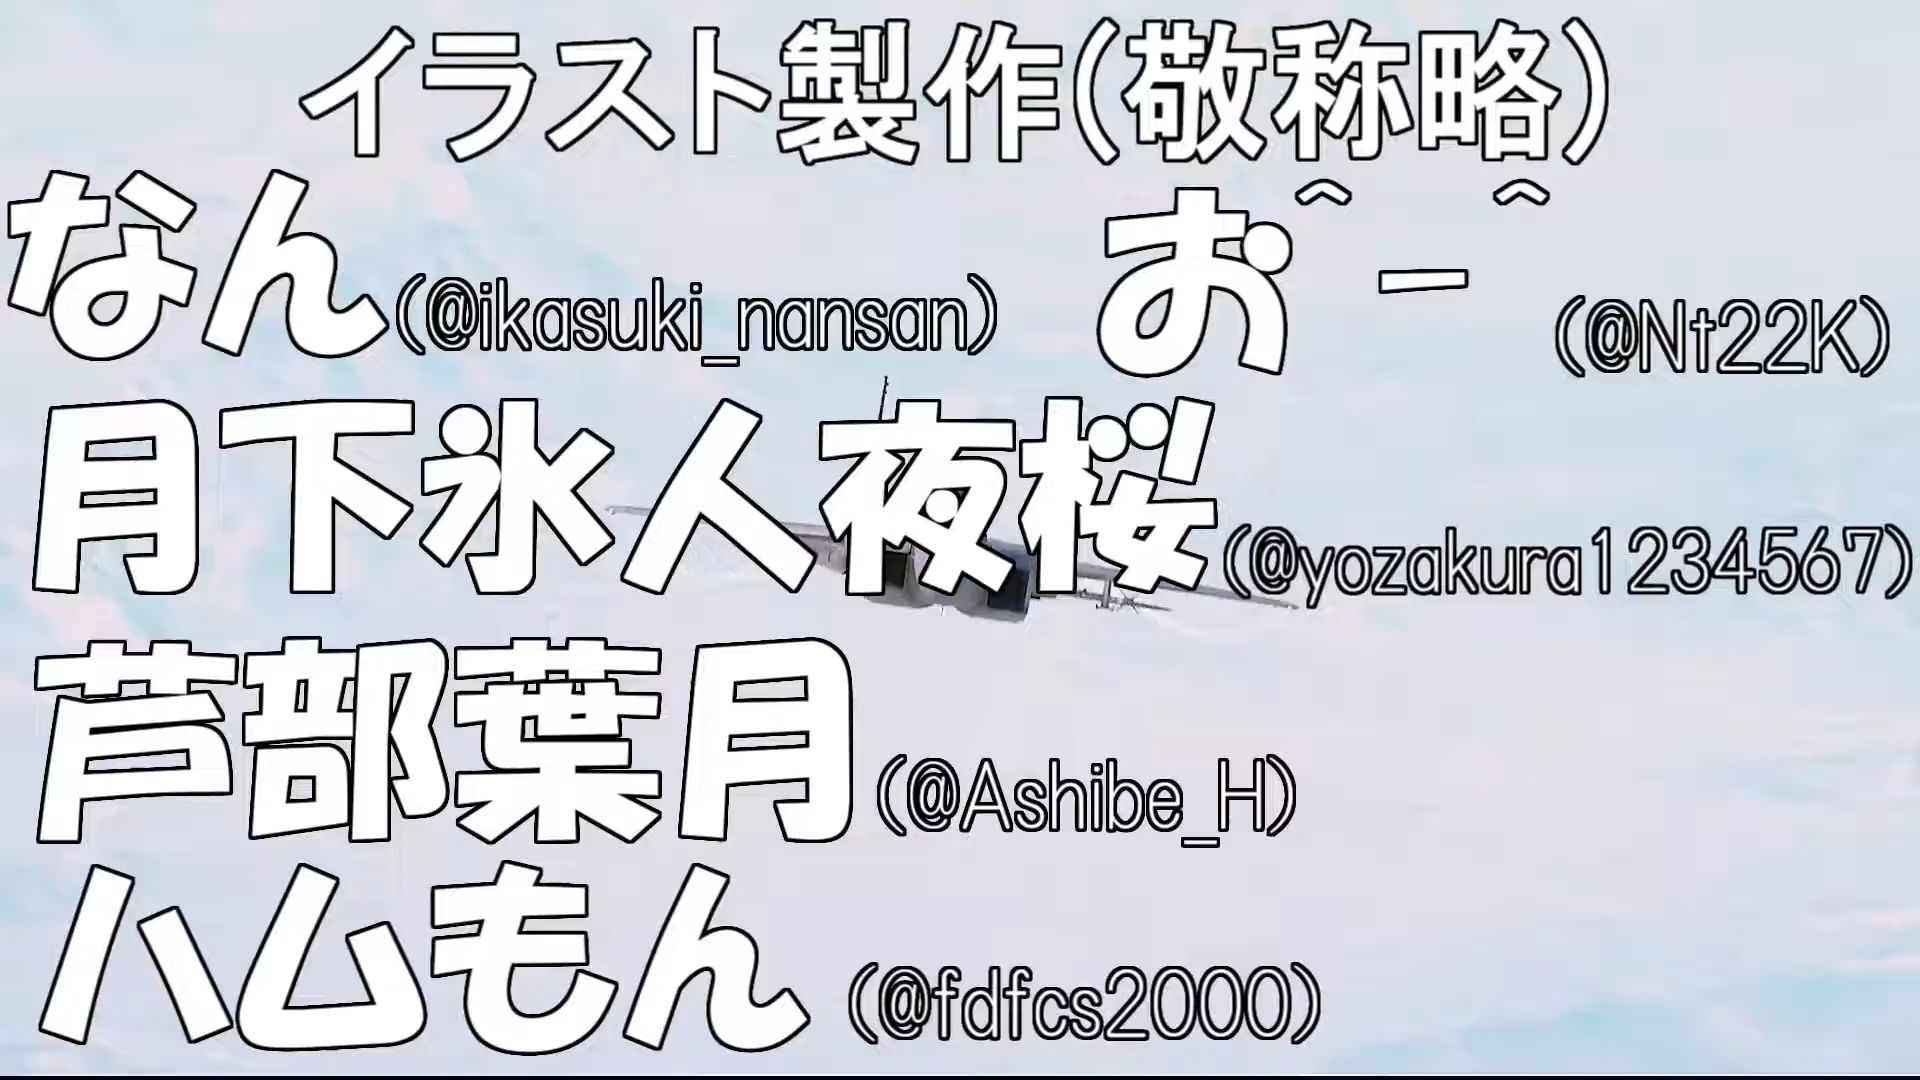 イラスト製作(敬称略)
なん(@ikasuki_nansan) お＾ー＾(@Nt22K)
月下氷人夜桜(@yozakura1234567)
芦部葉月(@Ashibe_H)
ハムもん(@fdfcs2000)